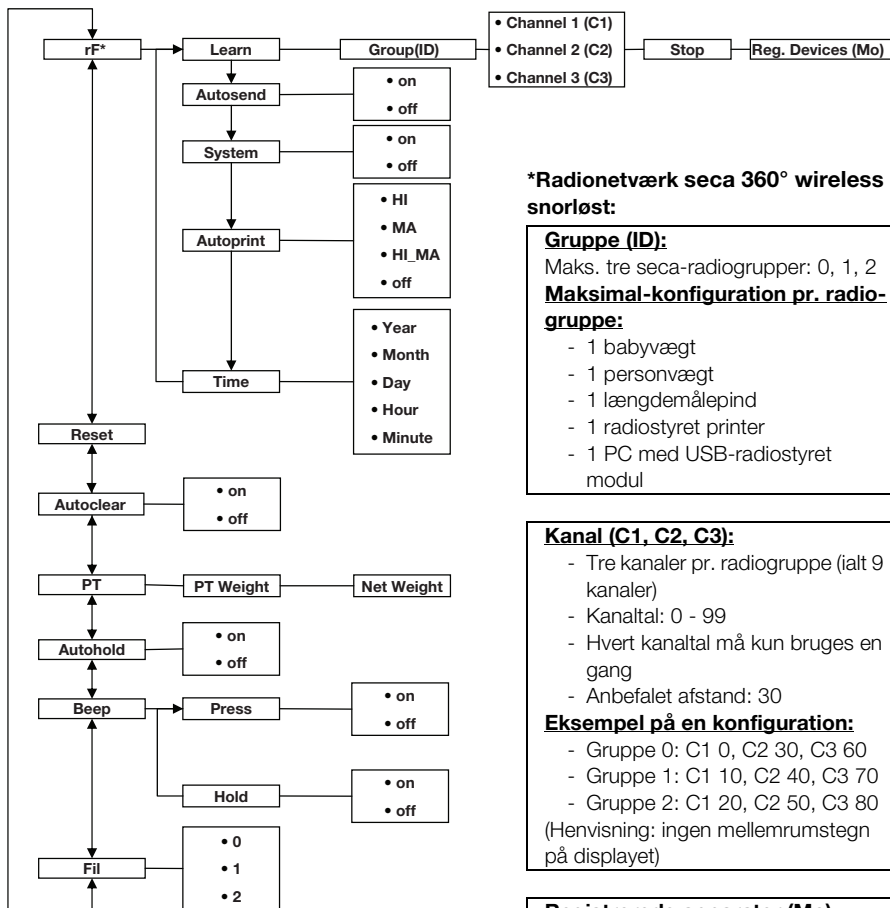 rF*
Learn
Group(ID)
• Channel 1 (C1)
• Channel 2 (C2)
• Channel 3 (C3)
Stop
Reg. Devices (Mo)
Autosend
• on
• off
System
• on
• off
Autoprint
• HI
• MA
• HI_MA
• off
Time
• Year
• Month
• Day
• Hour
• Minute
Reset
Autoclear
• on
• off
PT
PT Weight
Net Weight
Autohold
• on
• off
Beep
Press
• on
• off
Hold
• on
• off
Fil
• 0
• 1
• 2
*Radionetværk seca 360° wireless
snorløst:
Gruppe (ID):
Maks. tre seca-radiogrupper: 0, 1, 2
Maksimal-konfiguration pr. radio-
gruppe:
- 1 babyvægt
- 1 personvægt
- 1 længdemålepind
- 1 radiostyret printer
- 1 PC med USB-radiostyret
modul
Kanal (C1, C2, C3):
- Tre kanaler pr. radiogruppe (ialt 9
kanaler)
- Kanaltal: 0 - 99
- Hvert kanaltal må kun bruges en
gang
- Anbefalet afstand: 30
Eksempel på en konfiguration:
- Gruppe 0: C1 0, C2 30, C3 60
- Gruppe 1: C1 10, C2 40, C3 70
- Gruppe 2: C1 20, C2 50, C3 80
(Henvisning: ingen mellemrumstegn
på displayet)